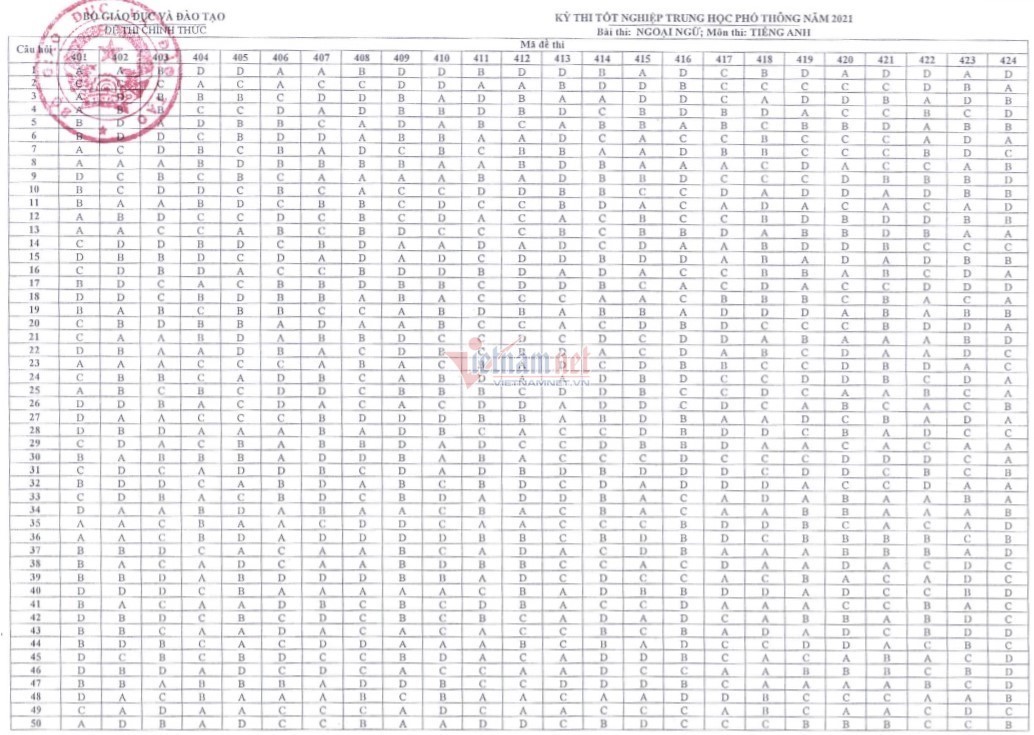 BỘ GIÁO DỤC VÀ ĐÀO TẠO
ĐỀ THI CHÍNH THỨC
KỲ THI TỐT NGHIỆP TRUNG HỌC PHỔ THÔNG NĂM 2021
Bài thi: NGOẠI NGỮ; Môn thi: TIẾNG ANH
Câu hỏi Mã đề thi
401 402 403 404 405 406 407 408 409 410 411 412 413 414 415 416 417 418 419 420 421 422 423 424
1 A A B D D A A B D D B D D B A D C B D A D D A D
2 C C C A C A C C D D A A B D D B C C C C C D B A
3 A D B B C D D B A D B A A D D C A D D B A D B
4 A B B C C D A D B B D B D C B D B D A C C B C D
5 B D A D B B C A D A B C A B B A B C B B D A B B
6 B D D C B D D A B B A A D C A C C B C C C A D A
7 A C D B C B A D C B C B B A A D B B C C C B D C
8 A A A B D B B B B A A B D B A A A C D A C C A B
9 D C B C B C A A A A B A D B B D C C C D B B B D
10 B C D D C B C A C C D D B B C C D A D D A D B B
11 B A A B D C B B C D C C B D A C A D A C A C A D
12 A B D C C D C B C D A C A C B C C B D B D D B B
13 A A C C A B C B D C C C B C B B D A B B D B A A
14 C D D B D C B D A A D A D C D A A B D D B C C C
15 D B B D C D A D A D C D D B D D A B A D A D B B
16 C D B D A C C B D D B D A D A C C B B A B C D A
17 B D C A C B B D B B C D D B C A C D A C C D D D
18 D D C B D B B A B A C C C A A C B B B C B A C A
19 B A B C B B C C A B D B A B B A D D D A B A B B
20 C B D B B A D A A B C C A C D B D C C C B D D A
21 C A A B D A B B D C C D C D C D D A B A A A B D
22 D B A A D B A C D B C B D A C D A B C D A A D C
23 A A A C C C A B A C B D A C D B B C C D B D A C
24 C B B C A D B C A B D A A D B D C C D D B C D A
25 A B C B C D D C B B B C D D B C C D C A A B C A
26 D D B A C D A C A C D D A D D C D C A B C A C B
27 D A A C C C B D D D B B A B D B A A D C B A D A
28 D B D A A A B A D B C A C C D B D D C B A D C C
29 C D A C B A B B D A D C C D B B D A A C A C A A
30 B A B B B A D D B A B A C C C D C C C D D D C A
31 C D C A D D B C D A D B D B D D D C D D C B C B
32 B D D C A B D A B C B D C D A D D D A C C D A A
33 C D B A C B D C B D A D D B A C A D A B A A B A
34 D A A B D A B A A C B A C B A C A A B B A A A B
35 A A C B A A C D D C A A C C C B D D B C A C A D
36 A A C B D A D D D D B B C B D B D C B B B B C B
37 B B D C A C A A B C A D A C D B A A A B B B A D
38 B A C A D C A A B D B B C C A C D A A D A C D C
39 B B D A B D D D B B A D C D C C A C B A C A D C
40 D D D C B A A A A A C B A D B B D D A D C C B D
41 B A C A A D B C B C D B A C C D A A A C C B A C
42 D B D C B C D C B C B C A D A D C A B B A B D C
43 B B C A A D A C A C A C C B C B A D A D C B D D
44 B D B C A C D D A A A B C B A D C C D D A C B C
45 D C B C B D C C B D A C A D D B C A C A B A C D
46 D B D A D C D C A C C A A D C C A A B B B C B D
47 B B A B B B A D D B C C D D D B C A A A A B C D
48 D A C B A A A B C B A A C A A D D B C C C A A B
49 C A D A A C C C A D C A A C C C A B C A A C D C
50 A D B A D C C B A A D D C B D C C C B B B C C B
Vietnamnet
VIETNAMNET.VN